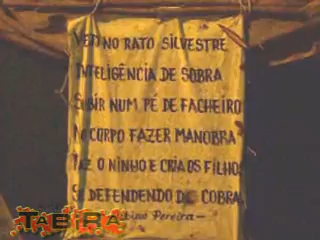 VEJO NO RATO SILVESTRE
INTELIGÊNCIA DE SOBRA
SUBIR NUM PÉ DE FACHEIRO
NO CORPO FAZER MANOBRA
FAZ O NINHO E CRIA OS FILHOS
SE DEFENDENDO DE COBRA
Pereira
TABIRA